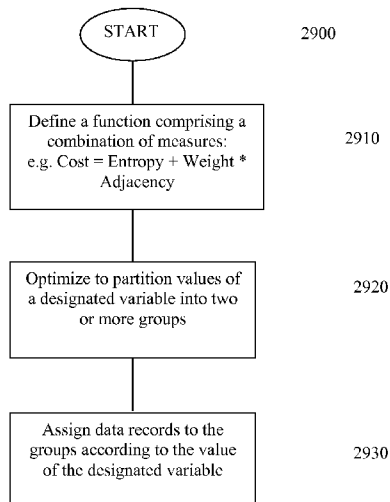 START
2900
Define a function comprising a
combination of measures:
e.g. Cost = Entropy + Weight *
Adjacency
2910
Optimize to partition values of
a designated variable into two
or more groups
2920
Assign data records to the
groups according to the value
of the designated variable
2930